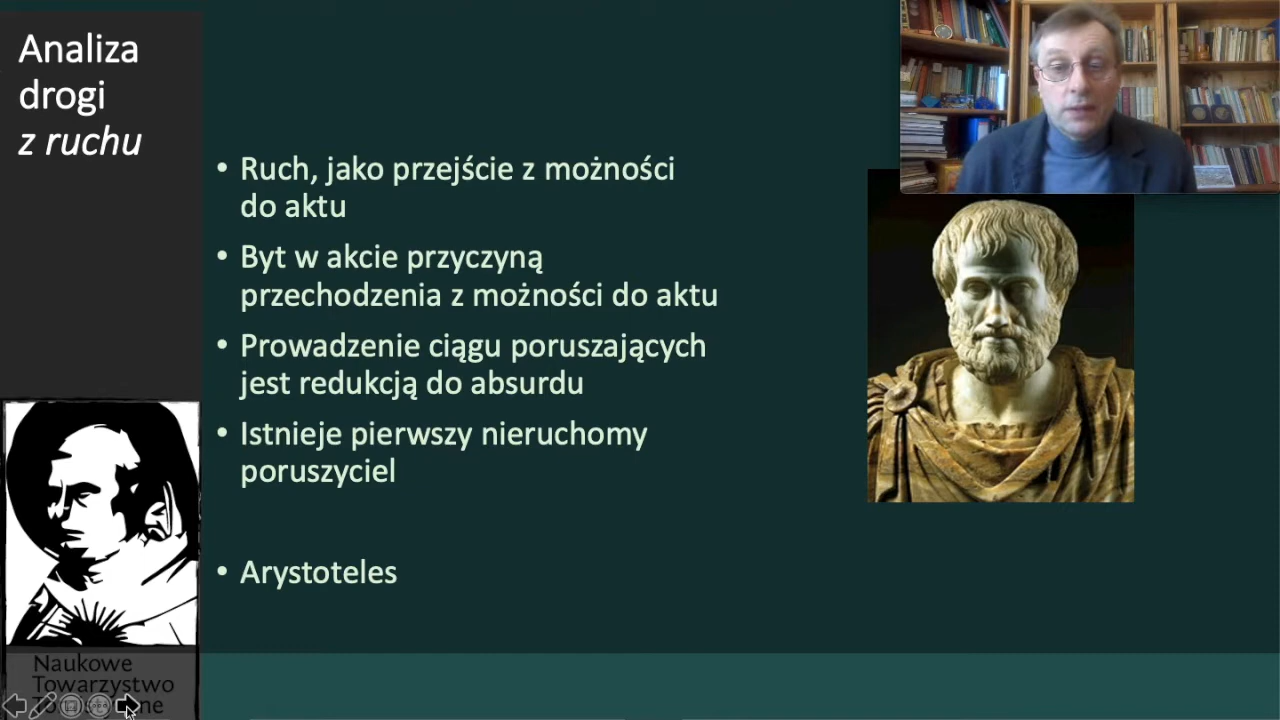 Analiza
drogi
z ruchu
• Ruch, jako przejście z możności
do aktu
• Byt w akcie przyczyną
przechodzenia z możności do aktu
• Prowadzenie ciągu poruszających
jest redukcją do absurdu
• Istnieje pierwszy nieruchomy
poruszyciel
• Arystoteles
Naukowe
Towarzystwo